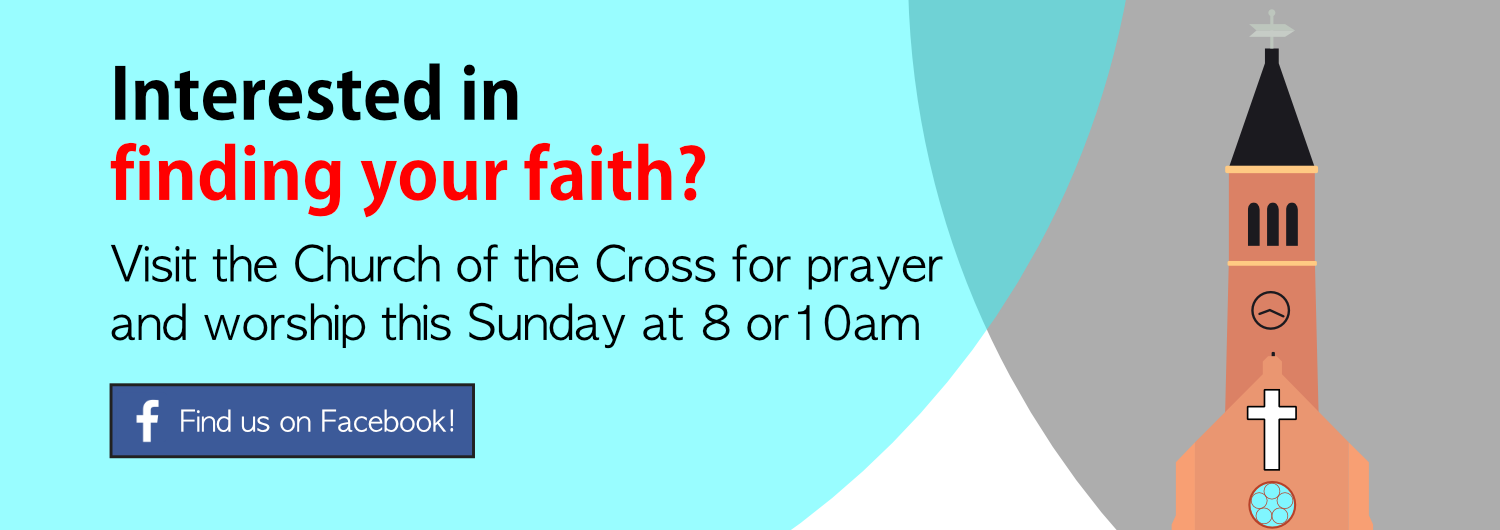 Interested in
finding your faith?
Visit the Church of the Cross for prayer
and worship this Sunday at 8 or10am
f Find us on Facebook!